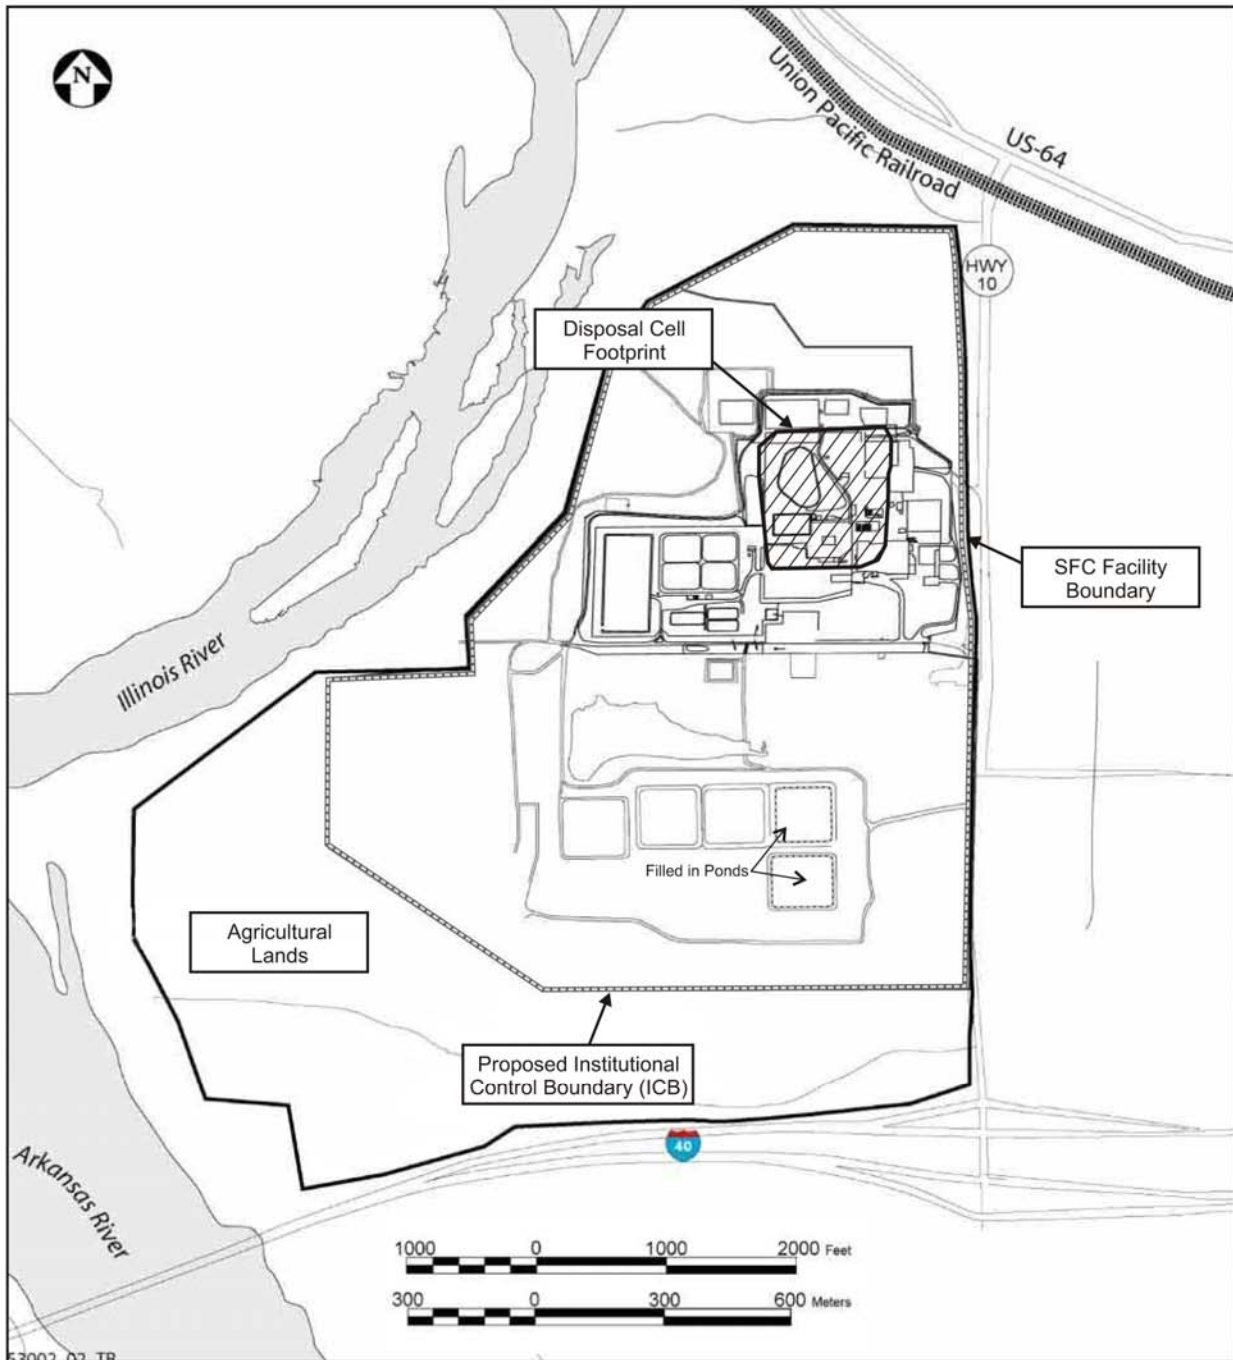 N
Union Pacific Railroad
US-64
HWY
10
Disposal Cell
Footprint
SFC Facility
Boundary
Illinois River
Filled in Ponds
Agricultural
Lands
Proposed Institutional
Control Boundary (ICB)
40
Arkansas River
1000 0 1000 2000 Feet
300 0 300 600 Meters